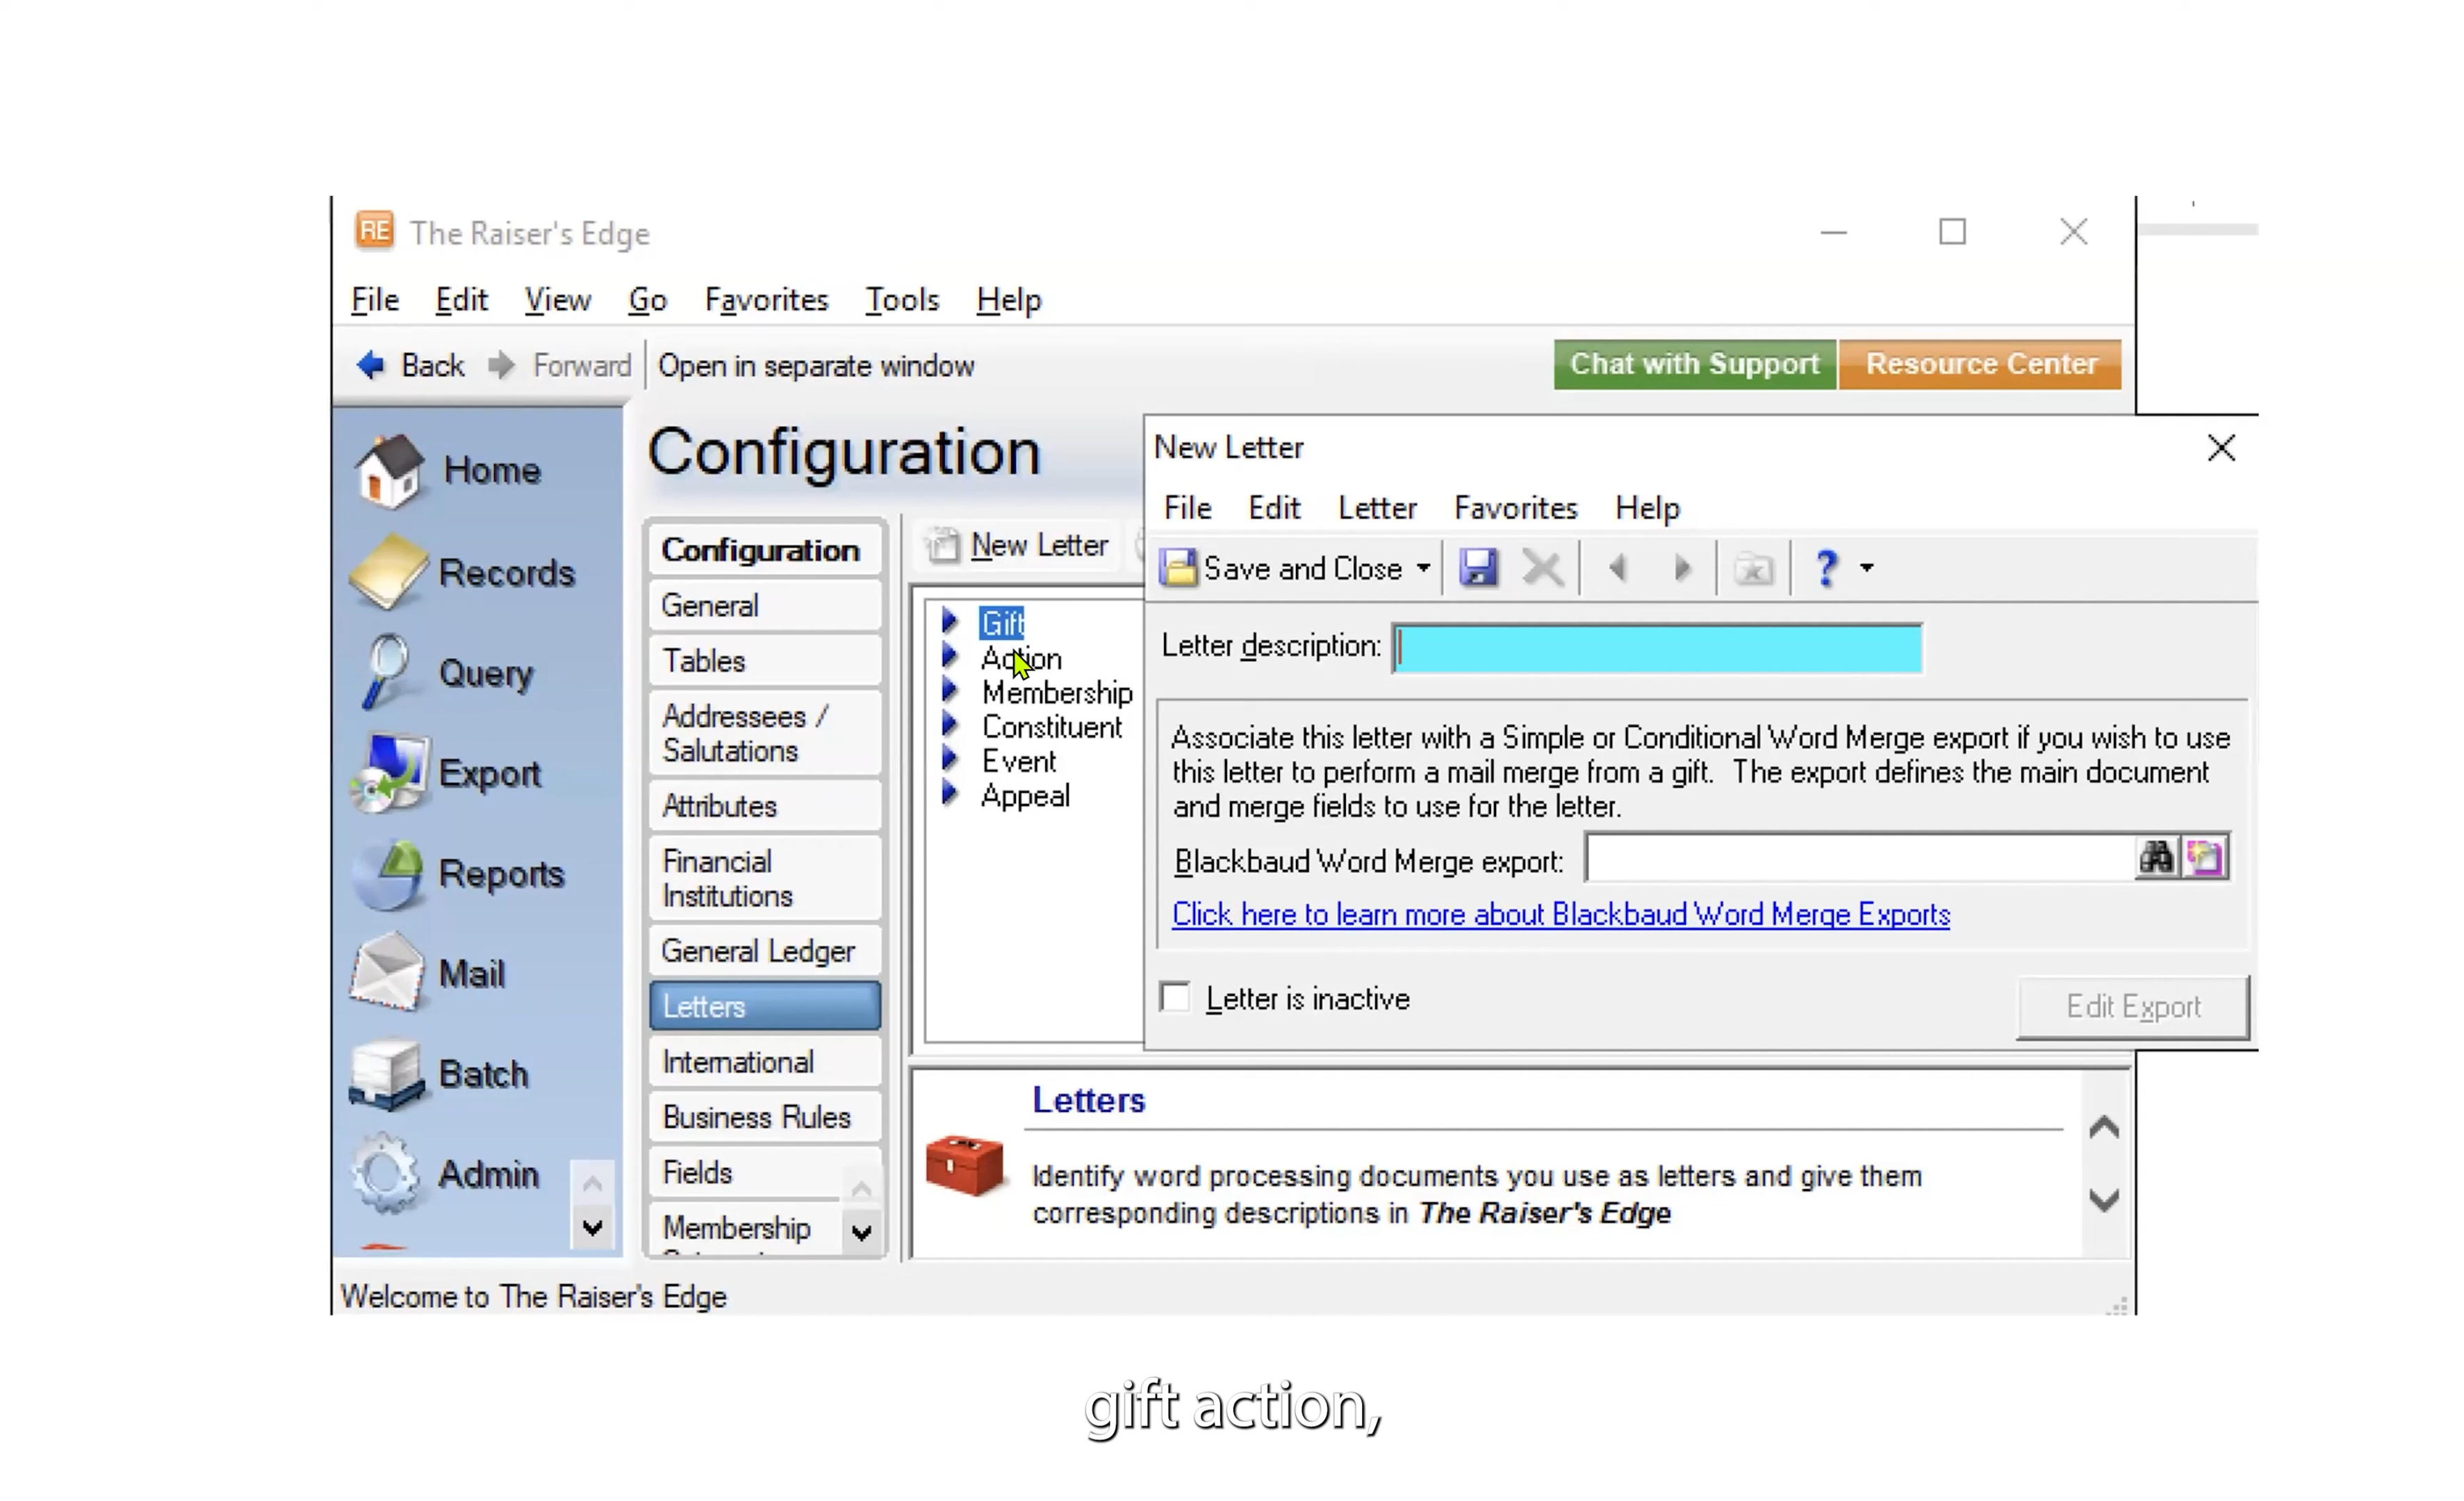 RE The Raiser's Edge
File Edit View Go Favorites Tools Help
Back Forward Open in separate window Chat with Support Resource Center
Home
Records
Query
Export
Reports
Mail
Batch
Admin
Configuration
Configuration
General
Tables
Addressees /
Salutations
Attributes
Financial
Institutions
General Ledger
Letters
International
Business Rules
Fields
Membership
New Letter
Gift
Action
Membership
Constituent
Event
Appeal
New Letter
File Edit Letter Favorites Help
Save and Close ?
Letter description:
Associate this letter with a Simple or Conditional Word Merge export if you wish to use
this letter to perform a mail merge from a gift. The export defines the main document
and merge fields to use for the letter.
Blackbaud Word Merge export:
Click here to learn more about Blackbaud Word Merge Exports
Letter is inactive
Edit Export
Letters
Identify word processing documents you use as letters and give them
corresponding descriptions in The Raiser's Edge
Welcome to The Raiser's Edge
gift action,